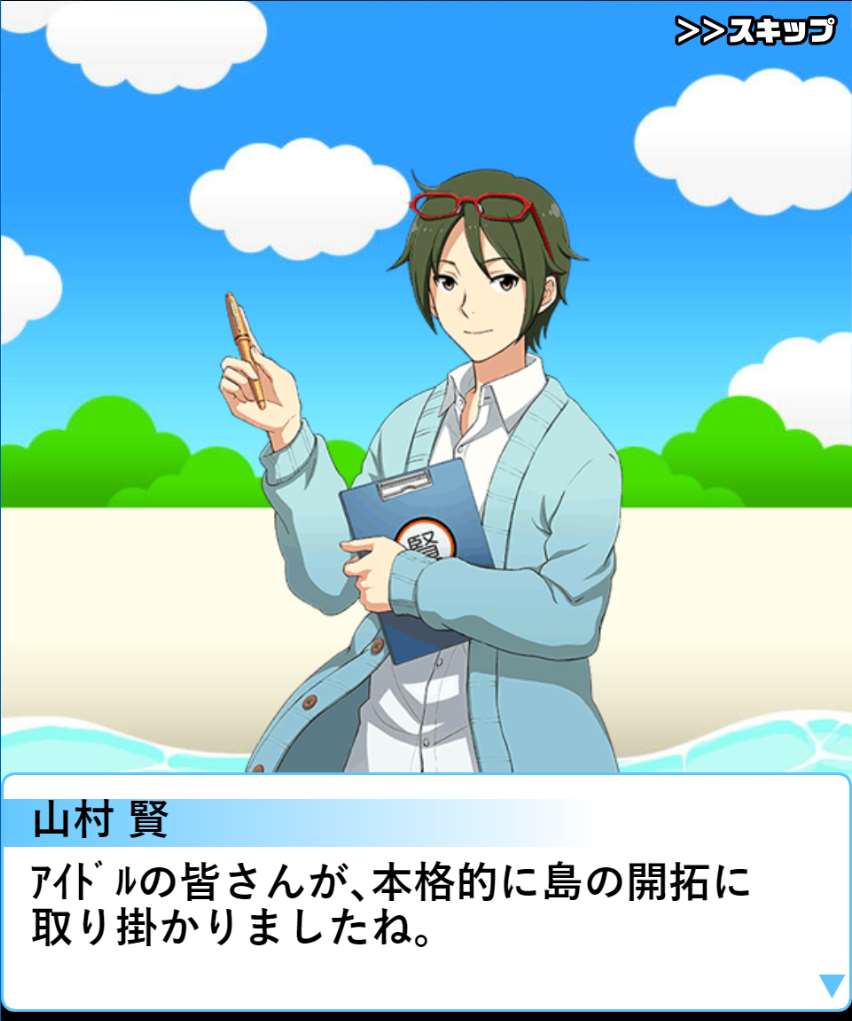 >>スキップ
賢
山村 賢
ｱｲﾄﾞﾙの皆さんが､本格的に島の開拓に
取り掛かりましたね。